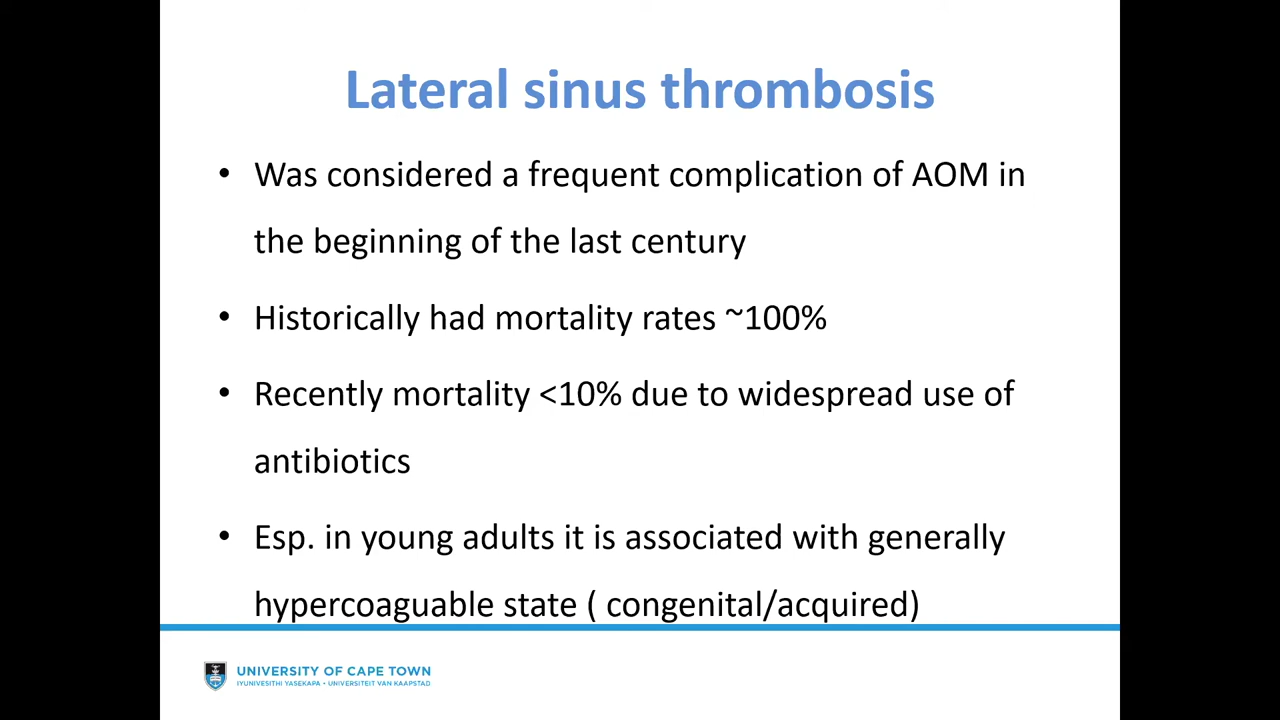 Lateral sinus thrombosis
• Was considered a frequent complication of AOM in
the beginning of the last century
• Historically had mortality rates ~100%
• Recently mortality <10% due to widespread use of
antibiotics
• Esp. in young adults it is associated with generally
hypercoaguable state ( congenital/acquired)
UNIVERSITY OF CAPE TOWN
IYUNIVESITHI YASEKAPA • UNIVERSITEIT VAN KAAPSTAD